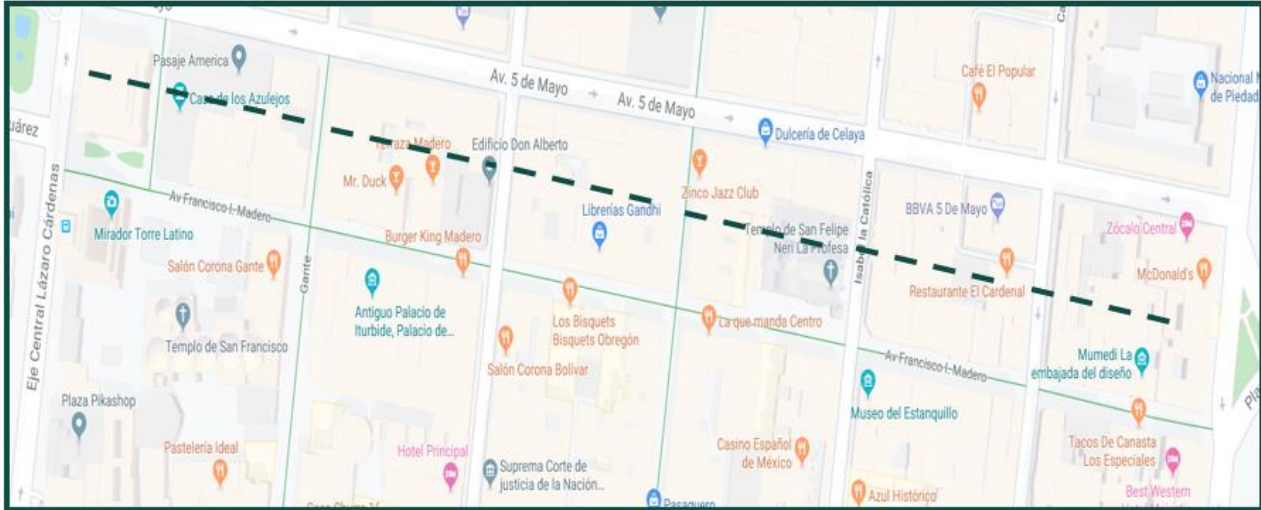 Pasaje America
Casa de los Azulejos
Av. 5 de Mayo
Av. 5 de Mayo
Café El Popular
Nacional
de Piedad
uárez
Dulcería de Celaya
Terraza Madero
Edificio Don Alberto
Mr. Duck
Zinco Jazz Club
Isabel la Católica
Av Francisco I. Madero
Librerías Gandhi
BBVA 5 De Mayo
Mirador Torre Latino
Burger King Madero
Templo de San Felipe
Neri La Profesa
Zócalo Central
Eje Central Lázaro Cárdenas
Salón Corona Gante
Gante
McDonald's
Restaurante El Cardenal
Antiguo Palacio de
Iturbide, Palacio de...
Los Bisquets
Bisquets Obregón
La que manda Centro
Templo de San Francisco
Av Francisco I. Madero
Mumedi La
embajada del diseño
Salón Corona Bolívar
Plaza Pikashop
Museo del Estanquillo
Pastelería Ideal
Hotel Principal
Casino Español
de México
Tacos De Canasta
Los Especiales
Suprema Corte de
justicia de la Nación...
Azul Histórico
Best Western
Pasaguero